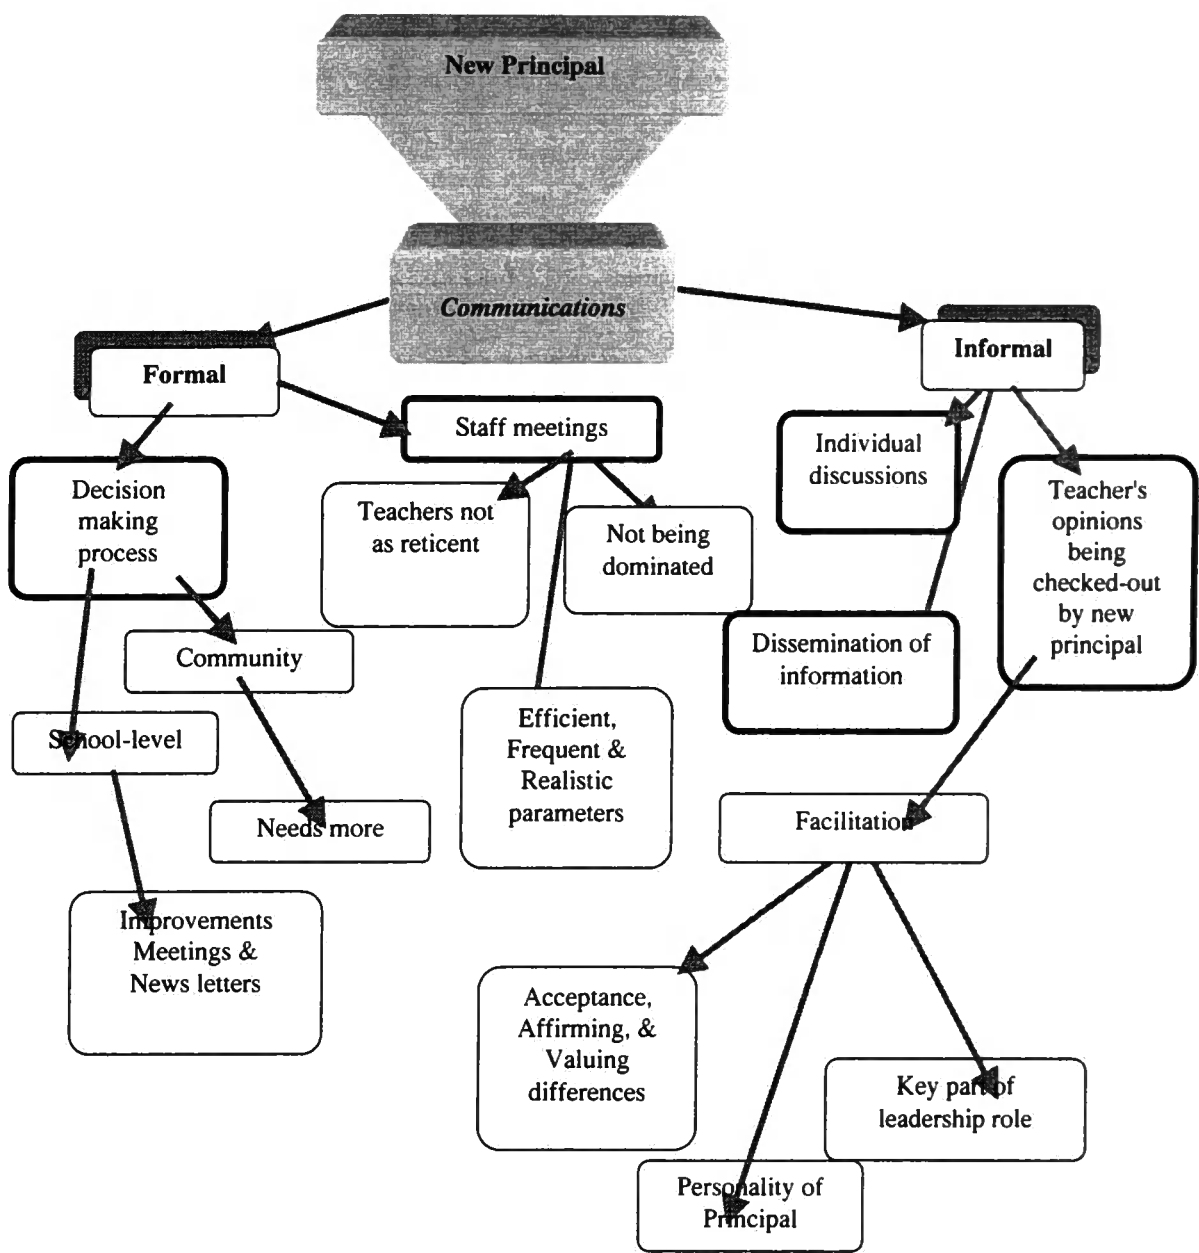 New Principal
Communications
Formal
Informal
Staff meetings
Individual
discussions
Decision
making
process
Teachers not
as reticent
Not being
dominated
Teacher's
opinions
being
checked-out
by new
principal
Community
Dissemination of
information
School-level
Efficient,
Frequent &
Realistic
parameters
Needs more
Facilitation
Improvements
Meetings &
News letters
Acceptance,
Affirming, &
Valuing
differences
Key part of
leadership role
Personality of
Principal